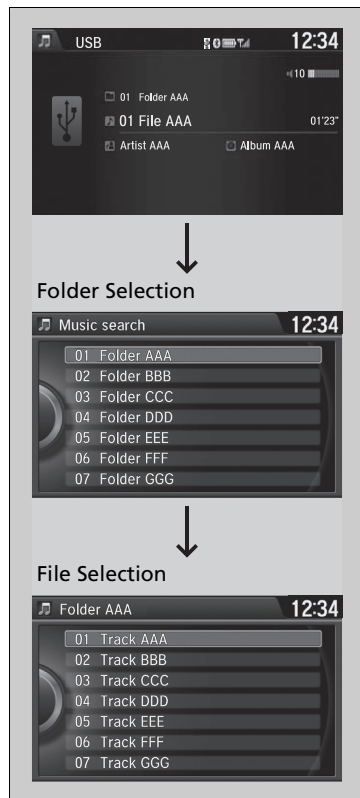 USB 12:34
10
01 Folder AAA
01 File AAA 01'23"
Artist AAA Album AAA
Folder Selection
Music search 12:34
01 Folder AAA
02 Folder BBB
03 Folder CCC
04 Folder DDD
05 Folder EEE
06 Folder FFF
07 Folder GGG
File Selection
Folder AAA 12:34
01 Track AAA
02 Track BBB
03 Track CCC
04 Track DDD
05 Track EEE
06 Track FFF
07 Track GGG